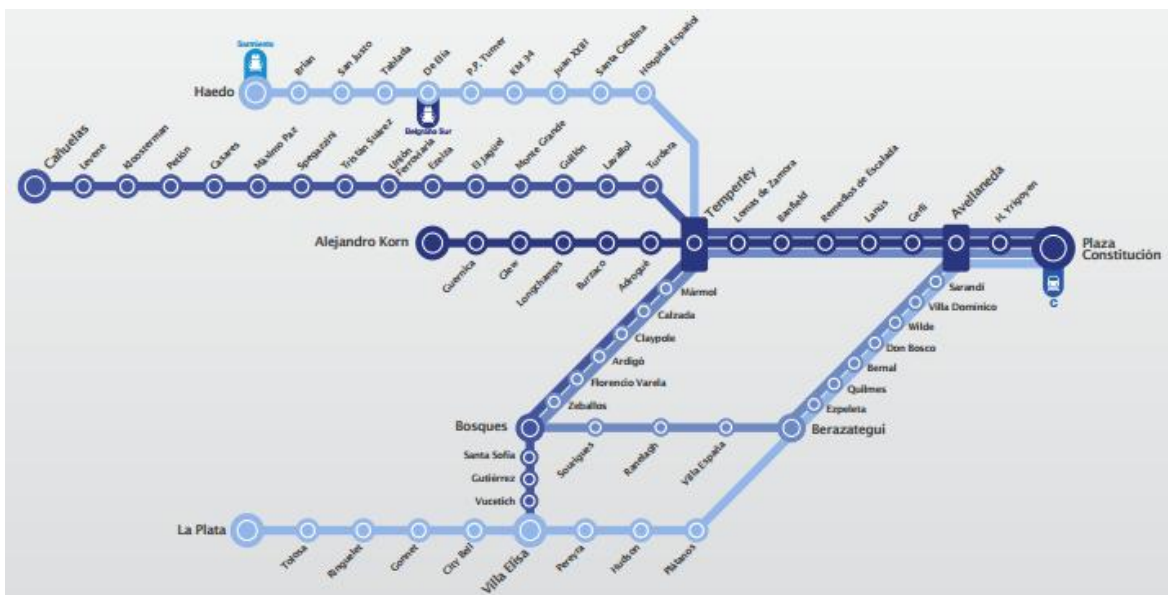 Sarmiento
Haedo
Brian
San Justo
Tablada
De Elía
P.P. Turner
KM 34
Juan XXIII
Santa Catalina
Hospital Español
Belgrano Sur
Cañuelas
Levene
Kloosterman
Petión
Casares
Máximo Paz
Spegazzini
Tristán Suárez
Unión
Ferroviaria
Ezeiza
El Jagüel
Monte Grande
Guillón
Lavallol
Turdera
Temperley
Lomas de Zamora
Banfield
Remedios de Escalada
Lanús
Gerli
Avellaneda
H. Yrigoyen
Plaza
Constitución
C
Alejandro Korn
Guernica
Glew
Longchamps
Burzaco
Adrogué
Mármol
Calzada
Claypole
Ardigó
Florencio Varela
Zeballos
Sarandí
Villa Domínico
Wilde
Don Bosco
Bernal
Quilmes
Ezpeleta
Bosques
Sourigues
Ranelagh
Villa España
Berazategui
Santa Sofía
Gutiérrez
Vucetich
La Plata
Tolosa
Ringuelet
Gonnet
City Bell
Villa Elisa
Pereyra
Hudson
Plátanos